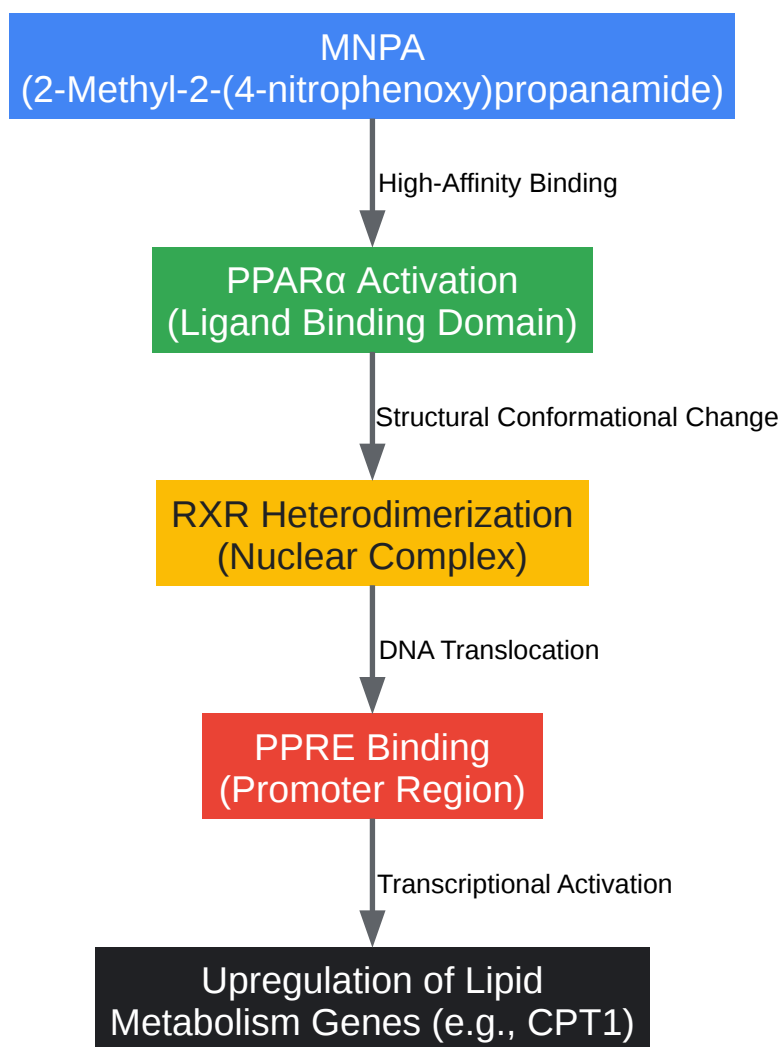 MNPA
(2-Methyl-2-(4-nitrophenoxy)propanamide)
High-Affinity Binding
PPARα Activation
(Ligand Binding Domain)
Structural Conformational Change
RXR Heterodimerization
(Nuclear Complex)
DNA Translocation
PPRE Binding
(Promoter Region)
Transcriptional Activation
Upregulation of Lipid
Metabolism Genes (e.g., CPT1)